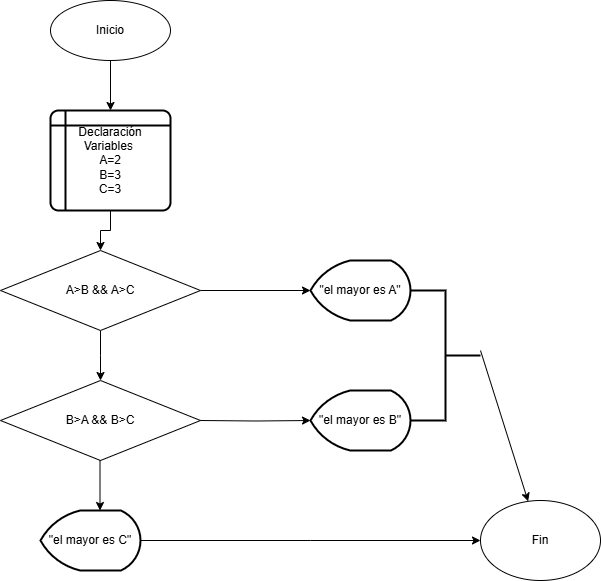 Inicio
Declaración
Variables
A=2
B=3
C=3
A>B && A>C
"el mayor es A"
B>A && B>C
"el mayor es B"
"el mayor es C"
Fin